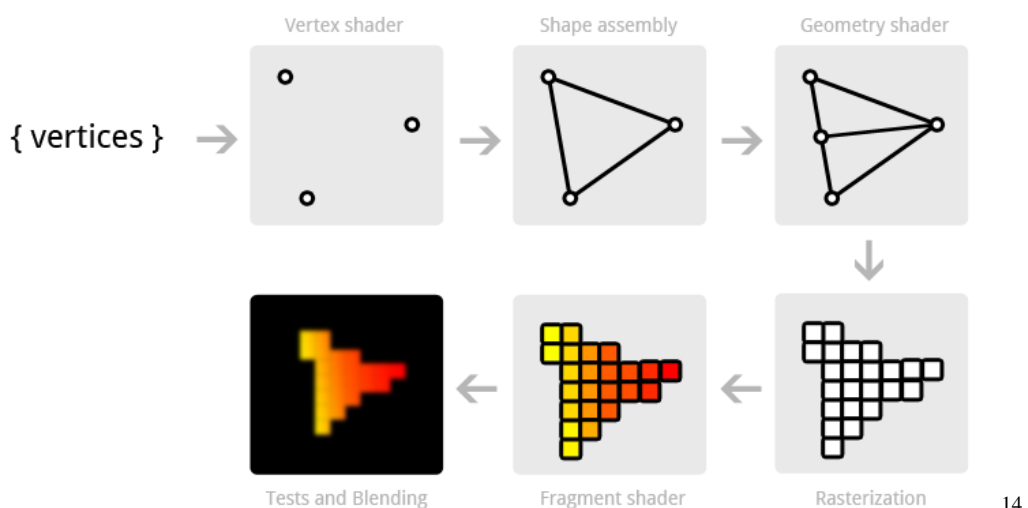 Vertex shader
Shape assembly
Geometry shader
{ vertices }
Tests and Blending
Fragment shader
Rasterization
14